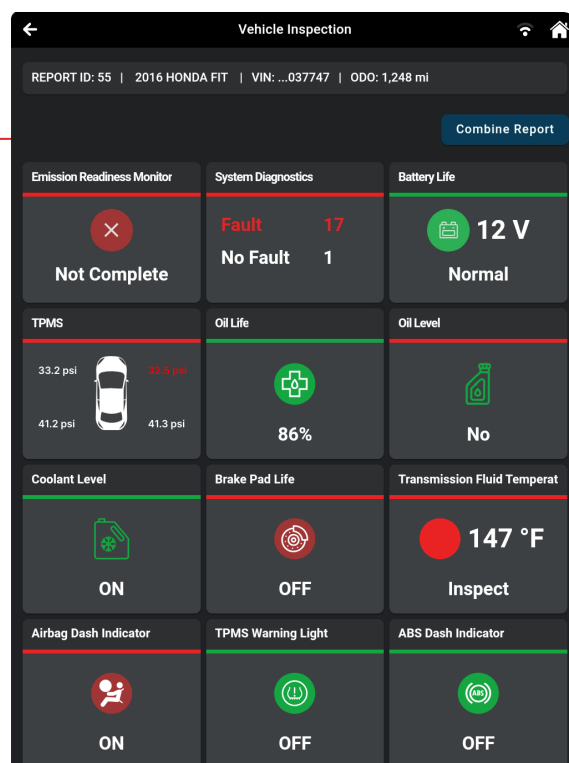 Vehicle Inspection
REPORT ID: 55 | 2016 HONDA FIT | VIN: ...037747 | ODO: 1,248 mi
Combine Report
Emission Readiness Monitor
Not Complete
System Diagnostics
Fault 17
No Fault 1
Battery Life
12 V
Normal
TPMS
33.2 psi 32.5 psi
41.2 psi 41.3 psi
Oil Life
86%
Oil Level
No
Coolant Level
ON
Brake Pad Life
OFF
Transmission Fluid Temperat
147 °F
Inspect
Airbag Dash Indicator
ON
TPMS Warning Light
OFF
ABS Dash Indicator
ABS
OFF